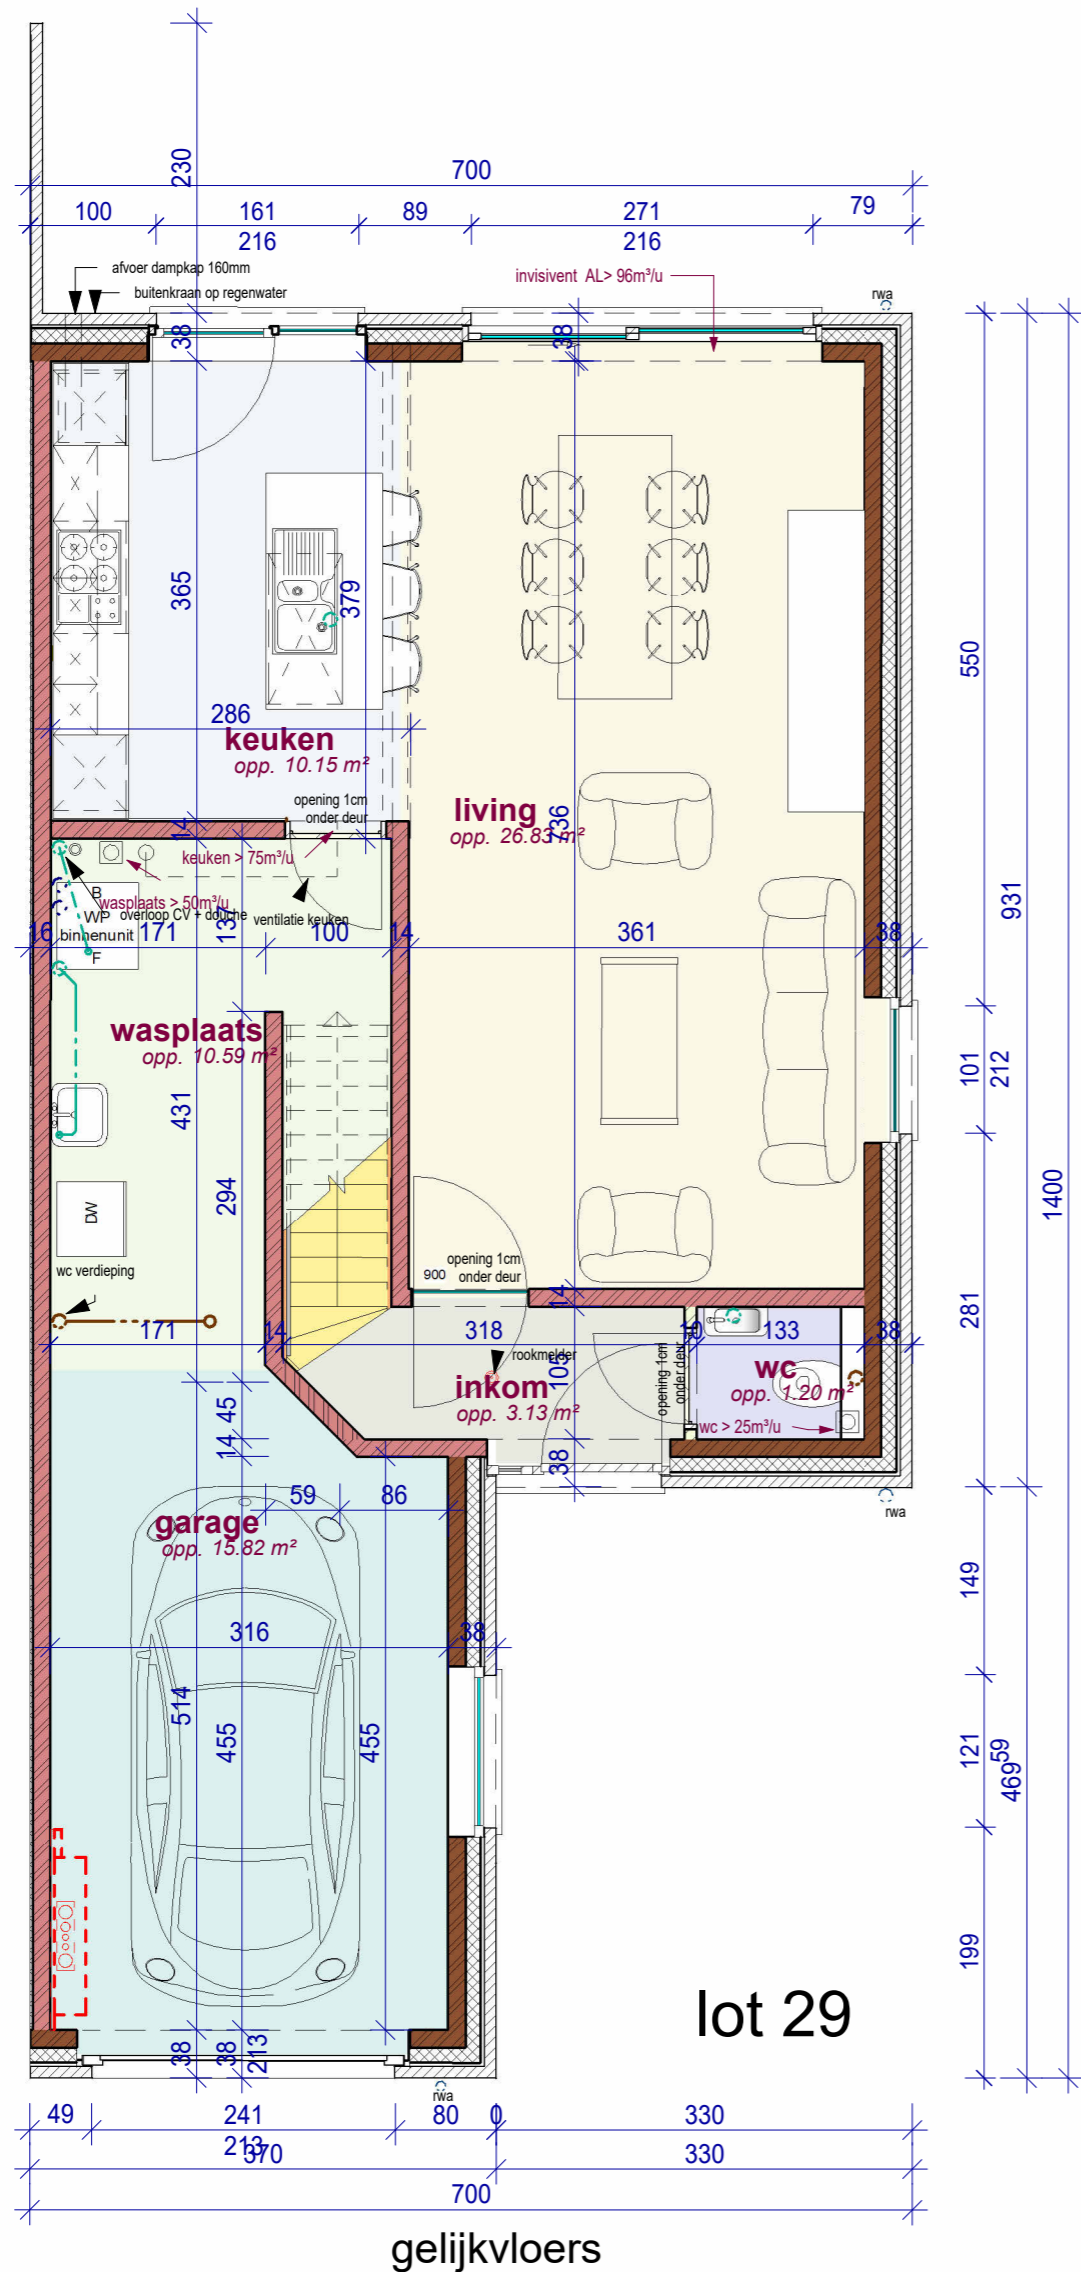 230
700
100 161 89 271 79
216 216
afvoer dampkap 160mm
buitenkraan op regenwater
invisivent AL> 96m³/u
rwa
38 38
365
379
550
286
keuken
opp. 10.15 m²
living
opp. 26.83 m²
736
opening 1cm
onder deur
14
keuken > 75m³/u
wasplaats > 50m³/u
B
WP
binnenunit
F
overloop CV + douche
ventilatie keuken
137
16 171 100 14 361 38
931
wasplaats
opp. 10.59 m²
101
212
431
294
1400
DW
wc verdieping
900
opening 1cm
onder deur
14
281
171 14 318 10 133 38
rookmelder
105
opening 1cm
onder deur
inkom
opp. 3.13 m²
wc
opp. 1.20 m²
wc > 25m³/u
45
14
38
59 86
rwa
garage
opp. 15.82 m²
149
316 38
514
455
455
121
59
469
199
lot 29
38 38 213
rwa
49 241 80 0 330
213
370 330
700
gelijkvloers